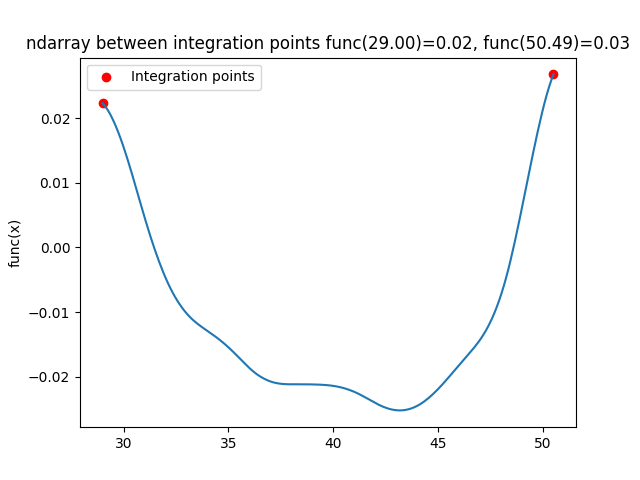 ndarray between integration points func(29.00)=0.02, func(50.49)=0.03
Integration points
func(x)
0.02
0.01
0.00
−0.01
−0.02
30 35 40 45 50